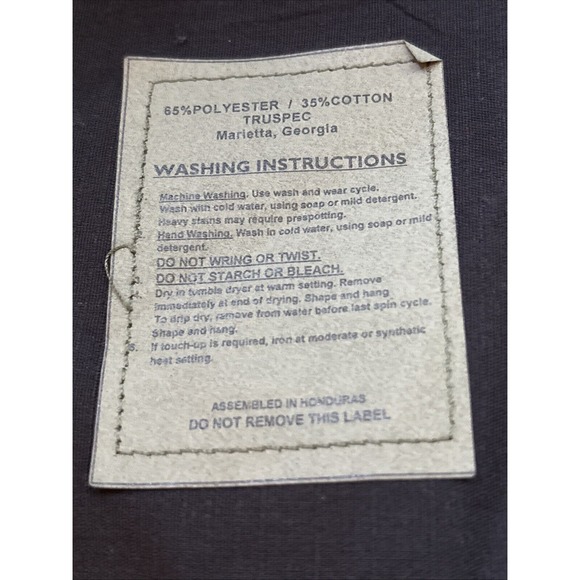 65%POLYESTER / 35%COTTON
TRUSPEC
Marietta, Georgia
WASHING INSTRUCTIONS
Machine Washing. Use wash and wear cycle.
Wash with cold water, using soap or mild detergent.
Heavy stains may require prespotting.
Hand Washing. Wash in cold water, using soap or mild
detergent.
DO NOT WRING OR TWIST.
DO NOT STARCH OR BLEACH.
Dry in tumble dryer at warm setting. Remove
immediately at end of drying. Shape and hang
To drip dry, remove from water before last spin cycle.
Shape and hang.
If touch-up is required, iron at moderate or synthetic
heat setting.
ASSEMBLED IN HONDURAS
DO NOT REMOVE THIS LABEL